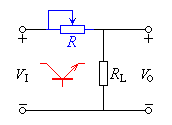 R
+ +
V_I R_L V_O
− −